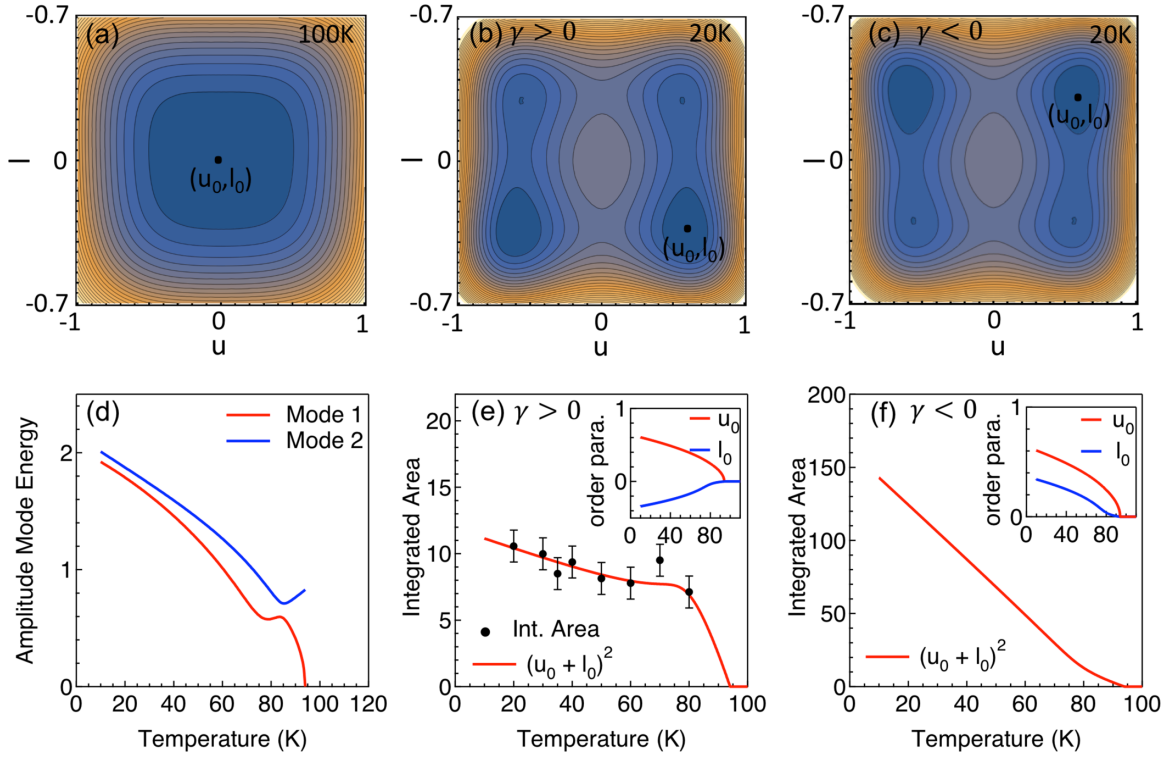 -0.7
(a)
100K
l
0
(u₀,l₀)
-0.7
-1
0
1
u
-0.7
(b)
γ > 0
20K
l
0
(u₀,l₀)
-0.7
-1
0
1
u
-0.7
(c)
γ < 0
20K
l
0
(u₀,l₀)
-0.7
-1
0
1
u
(d)
Mode 1
Mode 2
Amplitude Mode Energy
2
1
0
0
20
40
60
80
100
120
Temperature (K)
(e)
γ > 0
Integrated Area
20
15
10
5
0
1
order para.
0
u₀
l₀
0
40
80
Int. Area
(u₀ + l₀)²
0
20
40
60
80
100
Temperature (K)
(f)
γ < 0
Integrated Area
200
150
100
50
0
1
order para.
0
u₀
l₀
0
40
80
(u₀ + l₀)²
0
20
40
60
80
100
Temperature (K)